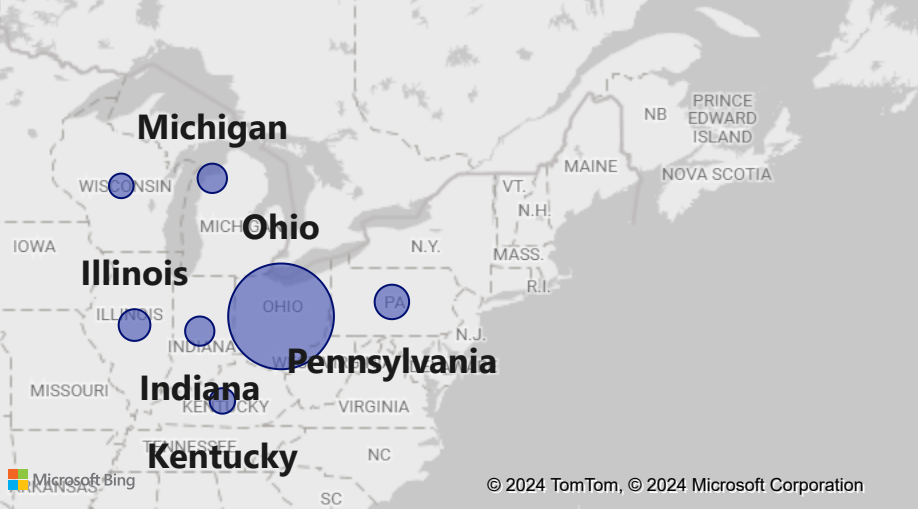 NB
PRINCE
EDWARD
ISLAND
Michigan
MAINE
NOVA SCOTIA
WISCONSIN
VT.
N.H.
MICHIGAN
Ohio
IOWA
N.Y.
MASS.
Illinois
R.I.
ILLINOIS
OHIO
PA
INDIANA
N.J.
Pennsylvania
MISSOURI
Indiana
KENTUCKY
VIRGINIA
TENNESSEE
Kentucky
NC
Microsoft Bing
ARKANSAS
SC
© 2024 TomTom, © 2024 Microsoft Corporation